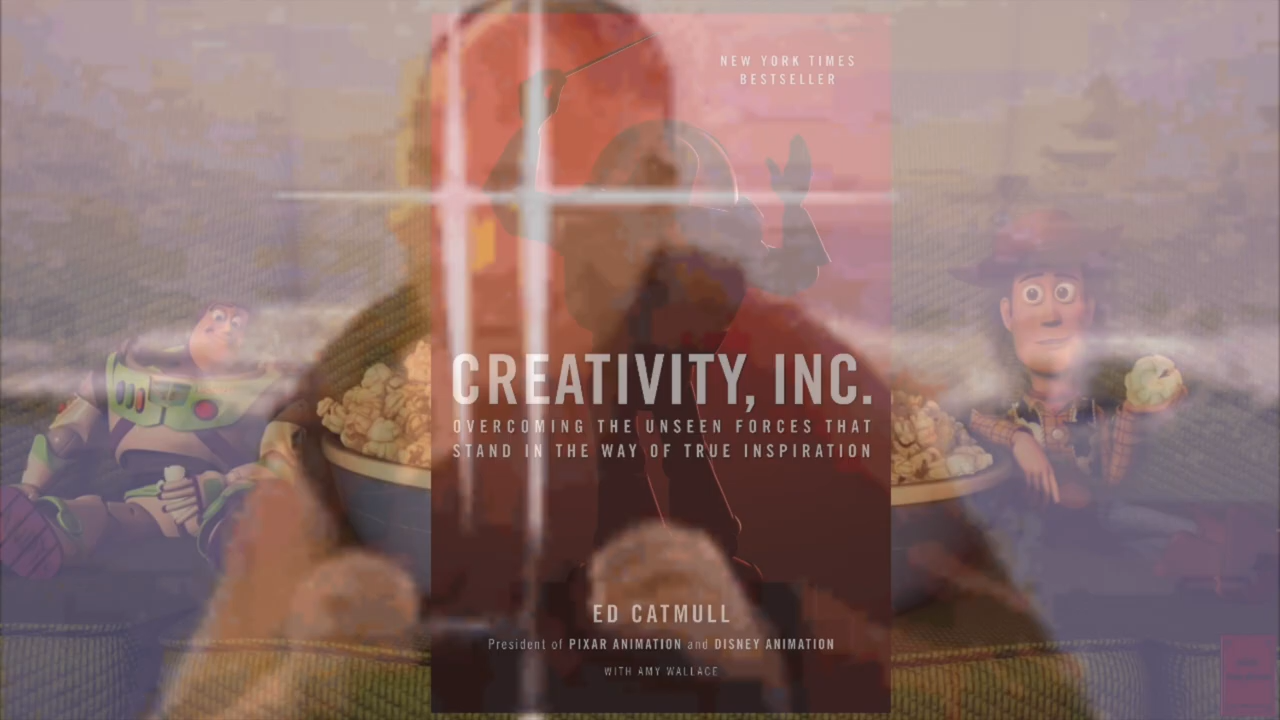 NEW YORK TIMES
BESTSELLER
CREATIVITY, INC.
OVERCOMING THE UNSEEN FORCES THAT
STAND IN THE WAY OF TRUE INSPIRATION
ED CATMULL
President of PIXAR ANIMATION and DISNEY ANIMATION
WITH AMY WALLACE